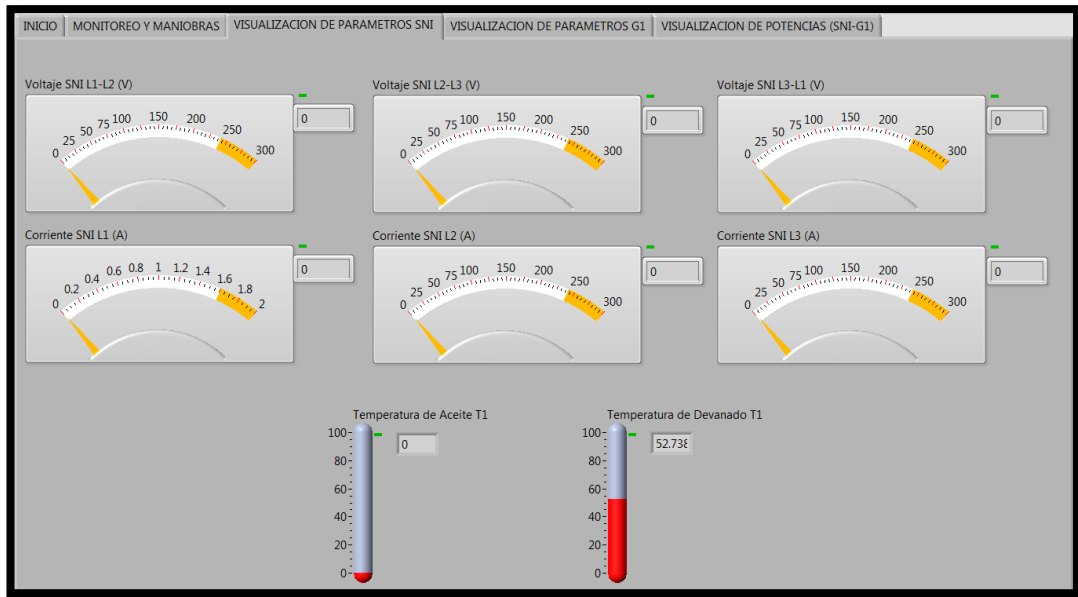 INICIO MONITOREO Y MANIOBRAS VISUALIZACION DE PARAMETROS SNI VISUALIZACION DE PARAMETROS G1 VISUALIZACION DE POTENCIAS (SNI-G1)
Voltaje SNI L1-L2 (V)
0 25 50 75 100 150 200 250 300
0
Voltaje SNI L2-L3 (V)
0 25 50 75 100 150 200 250 300
0
Voltaje SNI L3-L1 (V)
0 25 50 75 100 150 200 250 300
0
Corriente SNI L1 (A)
0 0.2 0.4 0.6 0.8 1 1.2 1.4 1.6 1.8 2
0
Corriente SNI L2 (A)
0 25 50 75 100 150 200 250 300
0
Corriente SNI L3 (A)
0 25 50 75 100 150 200 250 300
0
Temperatura de Aceite T1
100
80
60
40
20
0
0
Temperatura de Devanado T1
100
80
60
40
20
0
52.738